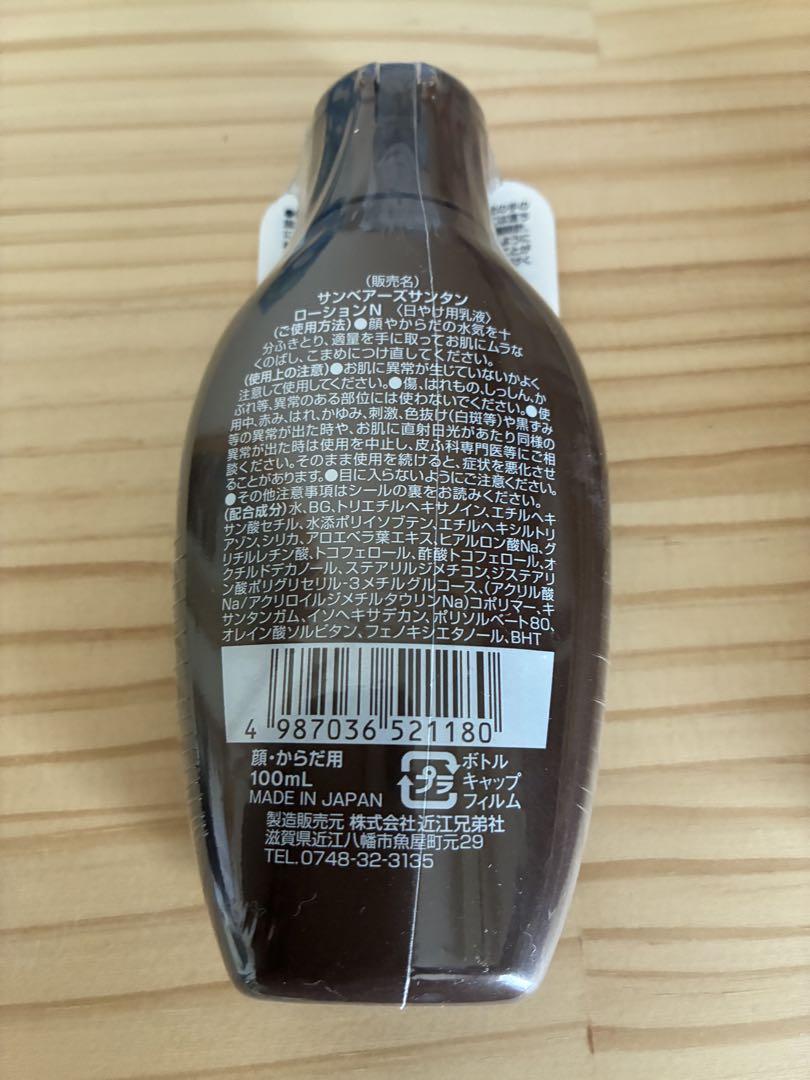 (販売名)
サンベアーズサンタン
ローションN 〈日やけ用乳液〉
(ご使用方法)●顔やからだの水気を十
分ふきとり、適量を手に取ってお肌にムラな
くのばし、こまめにつけ直してください。
(使用上の注意)●お肌に異常が生じていないかよく
注意して使用してください。●傷、はれもの、しっしん、か
ぶれ等、異常のある部位には使わないでください。●使
用中、赤み、はれ、かゆみ、刺激、色抜け(白斑等)や黒ずみ
等の異常が出た時や、お肌に直射日光があたり同様の
異常が出た時は使用を中止し、皮ふ科専門医等にご相
談ください。そのまま使用を続けると、症状を悪化させ
ることがあります。●目に入らないようにご注意ください。
●その他注意事項はシールの裏をお読みください。
(配合成分)水、BG、トリエチルヘキサノイン、エチルヘキ
サン酸セチル、水添ポリイソブテン、エチルヘキシルトリ
アゾン、シリカ、アロエベラ葉エキス、ヒアルロン酸Na、グリ
チルレチン酸、トコフェロール、酢酸トコフェロール、オ
クチルドデカノール、ステアリルジメチコン、ジステアリ
ン酸ポリグリセリル-3メチルグルコース、(アクリル酸
Na/アクリロイルジメチルタウリンNa)コポリマー、キ
サンタンガム、イソヘキサデカン、ポリソルベート80、
オレイン酸ソルビタン、フェノキシエタノール、BHT
4 987036 521180
顔・からだ用
100mL
MADE IN JAPAN
プラ
ボトル
キャップ
フィルム
製造販売元 株式会社近江兄弟社
滋賀県近江八幡市魚屋町元29
TEL.0748-32-3135